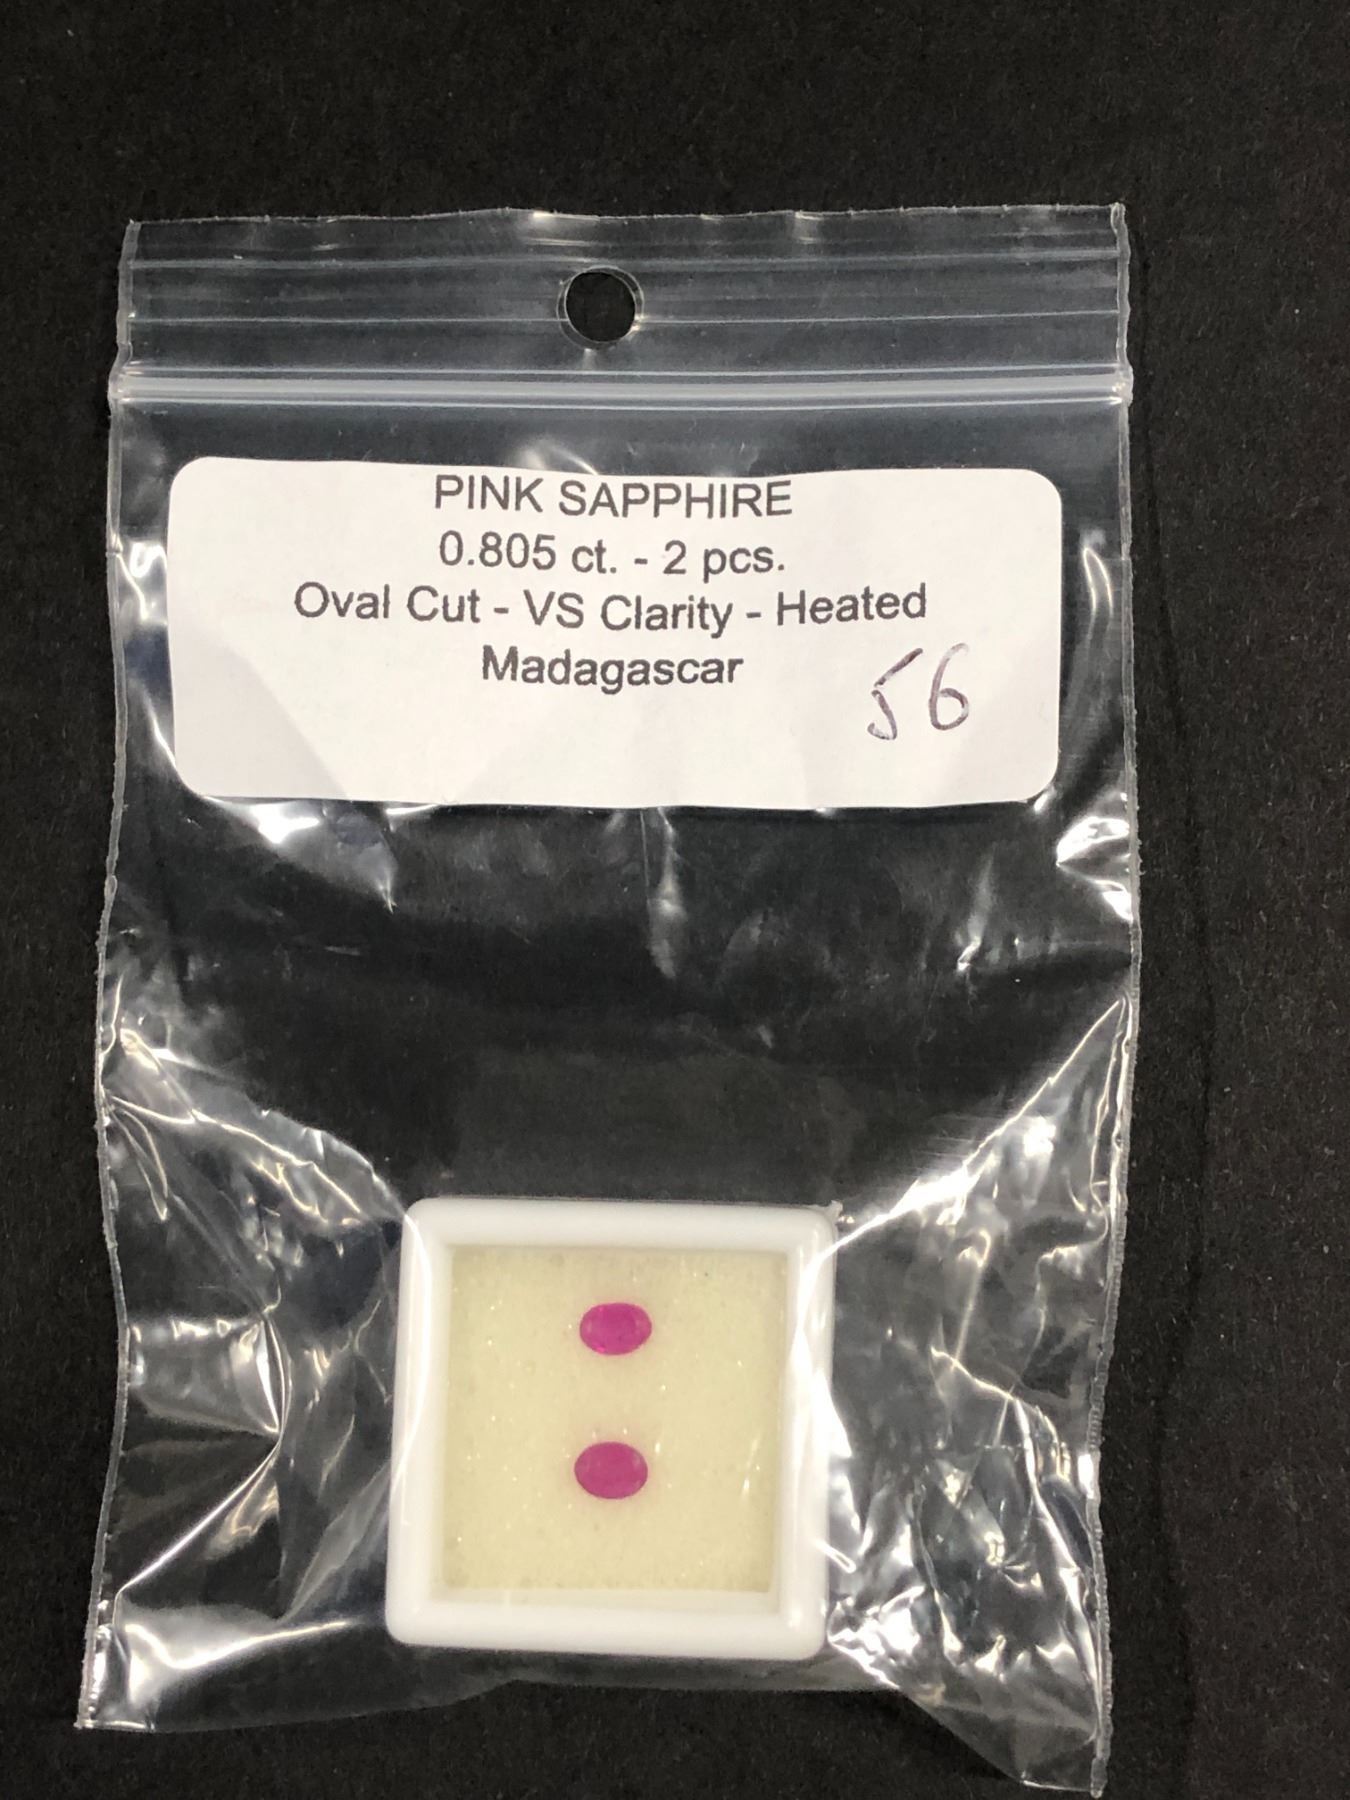 PINK SAPPHIRE
0.805 ct. - 2 pcs.
Oval Cut - VS Clarity - Heated
Madagascar
56